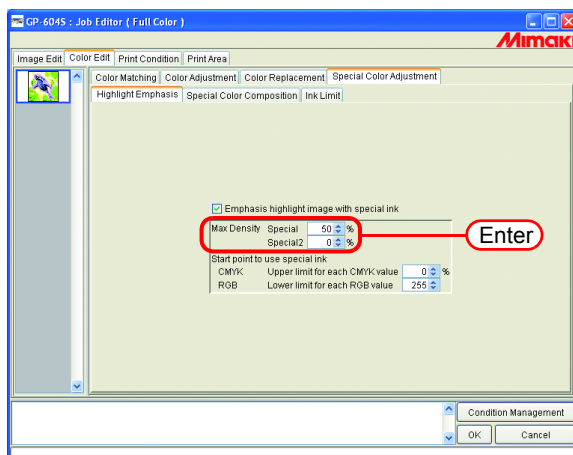 GP-604S : Job Editor ( Full Color )
Mimaki
Image Edit Color Edit Print Condition Print Area
Color Matching Color Adjustment Color Replacement Special Color Adjustment
Highlight Emphasis Special Color Composition Ink Limit
Emphasis highlight image with special ink
Max Density Special 50 %
Special2 0 %
Enter
Start point to use special ink
CMYK Upper limit for each CMYK value 0 %
RGB Lower limit for each RGB value 255
Condition Management
OK Cancel